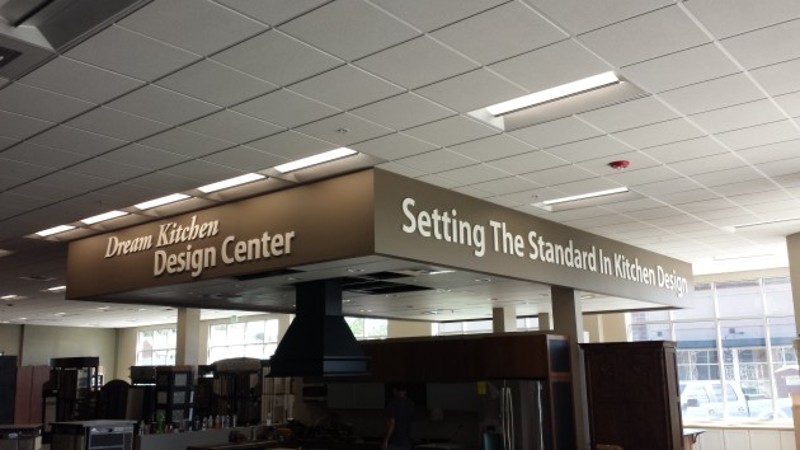 Dream Kitchen
Design Center
Setting The Standard In Kitchen Design